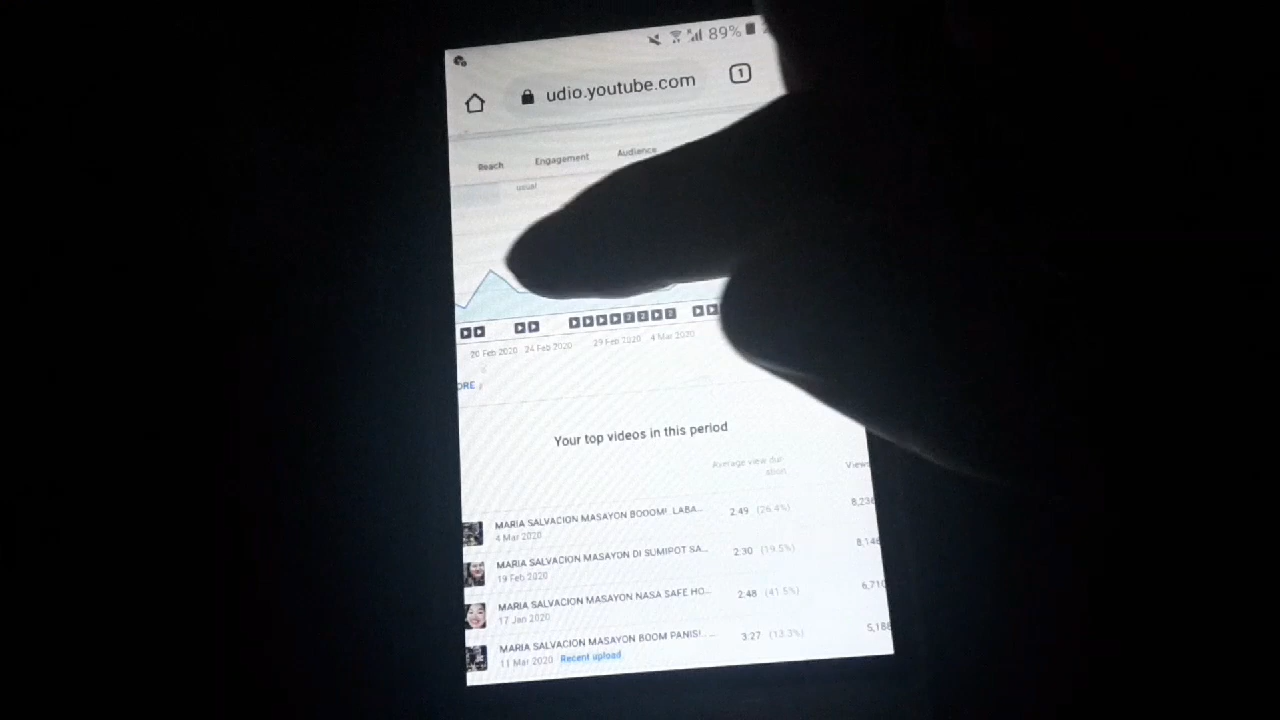 89%
udio.youtube.com
1
Reach Engagement Audience
usual
20 Feb 2020 24 Feb 2020 29 Feb 2020 4 Mar 2020
ORE
Your top videos in this period
Average view dur-
ation
Views
MARIA SALVACION MASAYON BOOOM! LABA...
4 Mar 2020
2:49 (26.4%)
MARIA SALVACION MASAYON DI SUMIPOT SA...
19 Feb 2020
2:30 (19.5%)
MARIA SALVACION MASAYON NASA SAFE HO...
17 Jan 2020
2:48 (41.5%)
6,710
MARIA SALVACION MASAYON BOOM PANIS!. ...
11 Mar 2020 Recent upload
3:27 (13.3%)